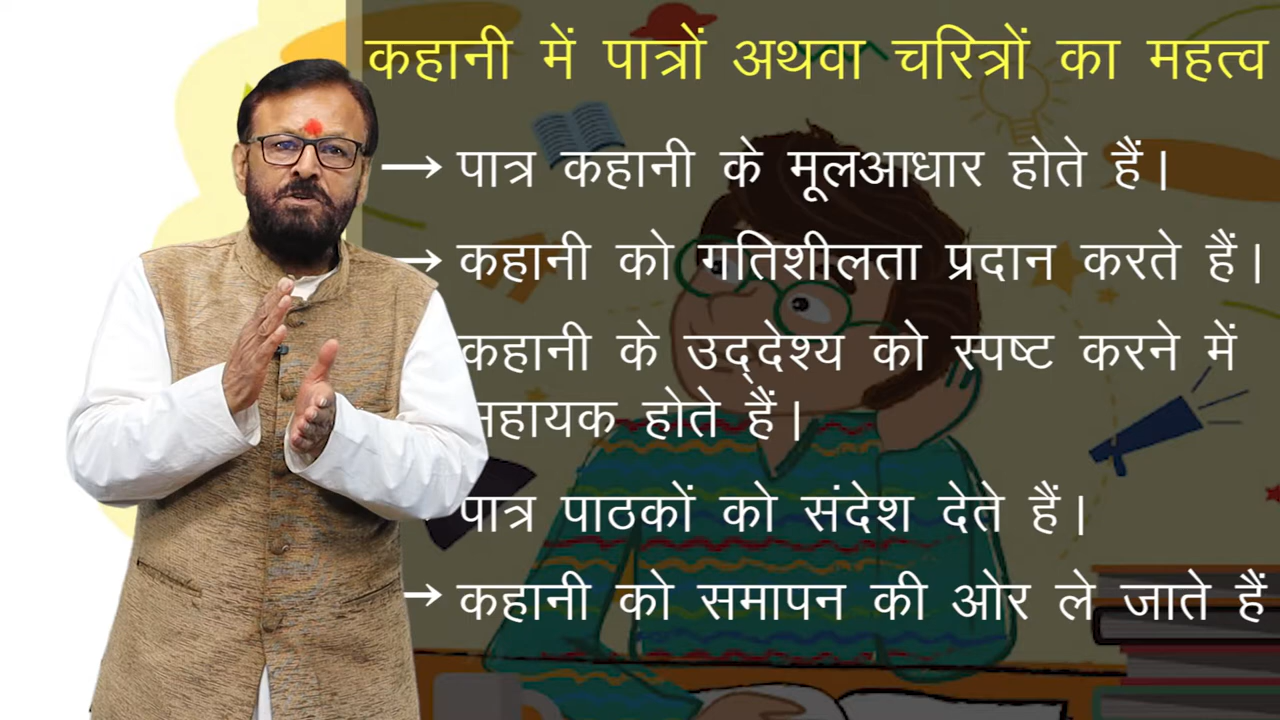 कहानी में पात्रों अथवा चरित्रों का महत्व
→ पात्र कहानी के मूलआधार होते हैं।
→ कहानी को गतिशीलता प्रदान करते हैं।
कहानी के उद्‌देश्य को स्पष्ट करने में
सहायक होते हैं।
पात्र पाठकों को संदेश देते हैं।
→ कहानी को समापन की ओर ले जाते हैं